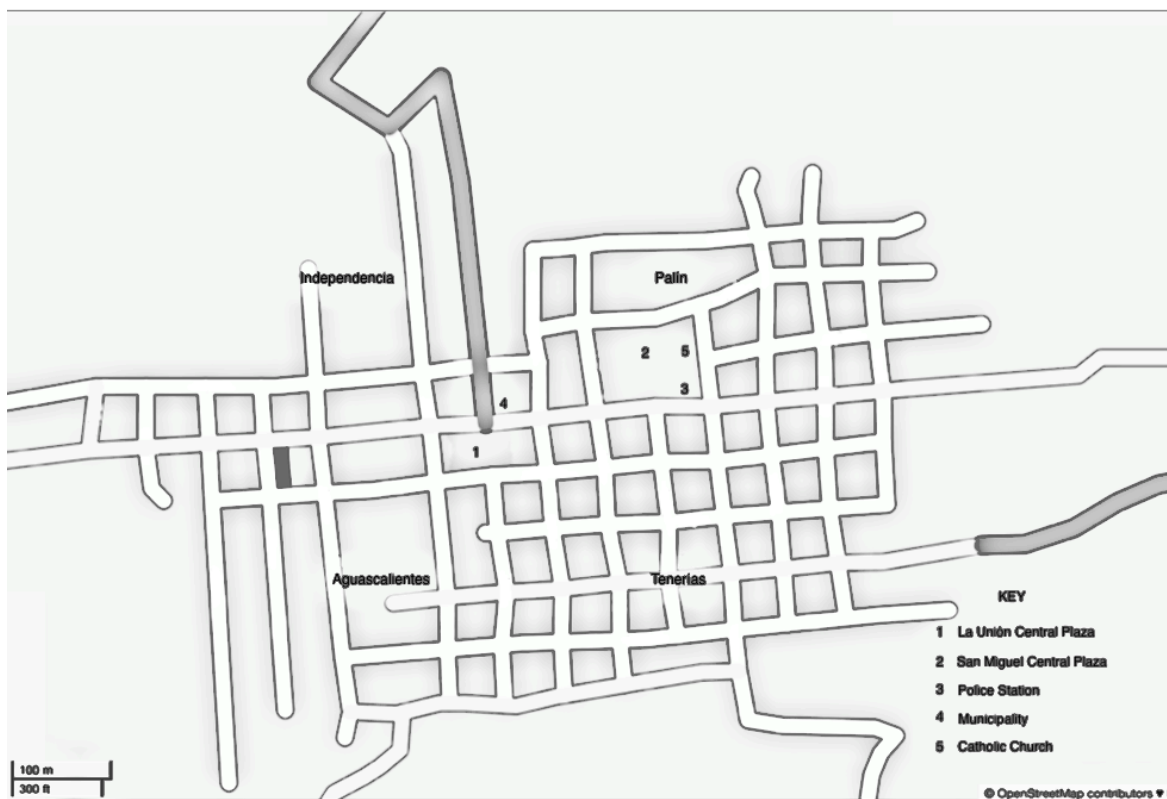 Independencia
Palín
2
5
3
4
1
Aguascalientes
Tenerias
KEY
1 La Unión Central Plaza
2 San Miguel Central Plaza
3 Police Station
4 Municipality
5 Catholic Church
100 m
300 ft
© OpenStreetMap contributors ♥